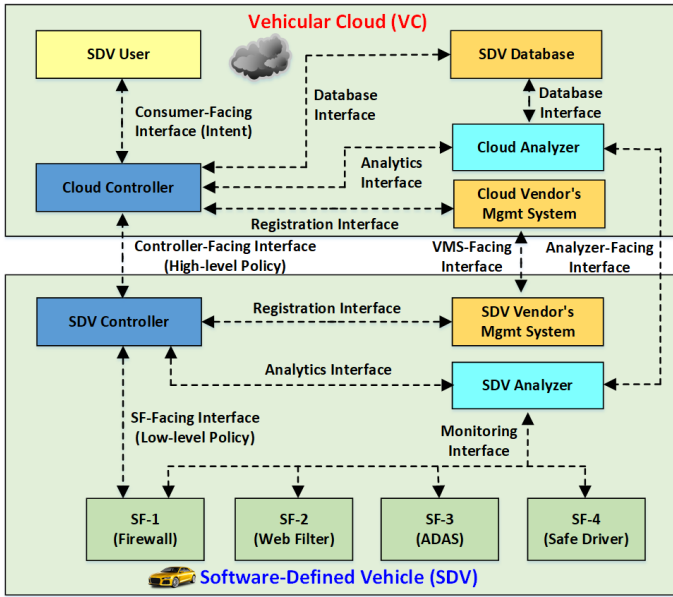 Vehicular Cloud (VC)
SDV User
SDV Database
Consumer-Facing
Interface (Intent)
Database
Interface
Database
Interface
Cloud Controller
Analytics
Interface
Cloud Analyzer
Cloud Vendor's
Mgmt System
Registration Interface
Controller-Facing Interface
(High-level Policy)
VMS-Facing
Interface
Analyzer-Facing
Interface
SDV Controller
Registration Interface
SDV Vendor's
Mgmt System
Analytics Interface
SDV Analyzer
SF-Facing Interface
(Low-level Policy)
Monitoring
Interface
SF-1
(Firewall)
SF-2
(Web Filter)
SF-3
(ADAS)
SF-4
(Safe Driver)
Software-Defined Vehicle (SDV)